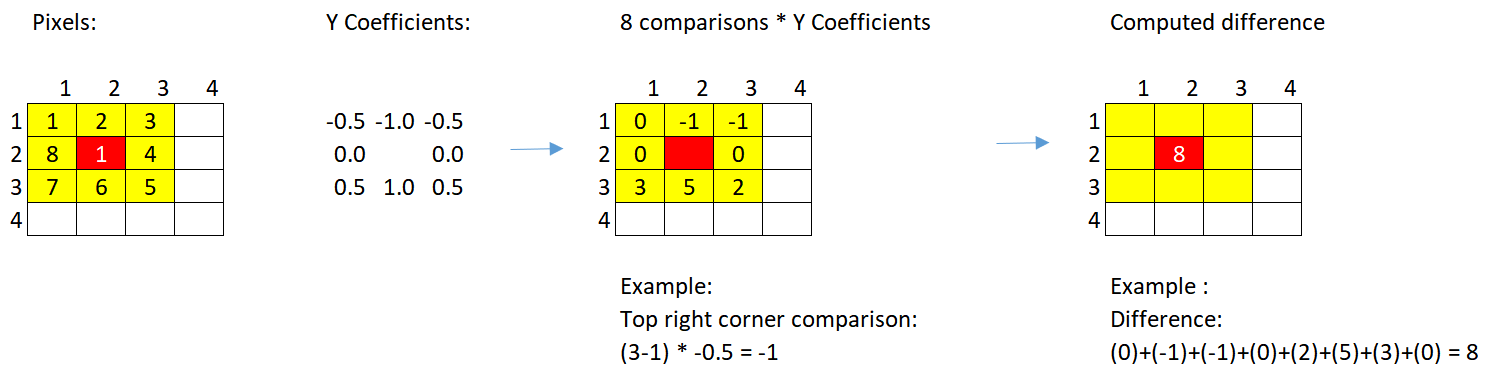 Pixels: Y Coefficients: 8 comparisons * Y Coefficients Computed difference
1 2 3 4 1 2 3 4 1 2 3 4
1 1 2 3 -0.5 -1.0 -0.5 1 0 -1 -1 1
2 8 1 4 0.0 0.0 2 0 0 2 8
3 7 6 5 0.5 1.0 0.5 3 3 5 2 3
4 4 4
Example: Example :
Top right corner comparison: Difference:
(3-1) * -0.5 = -1 (0)+(-1)+(-1)+(0)+(2)+(5)+(3)+(0) = 8